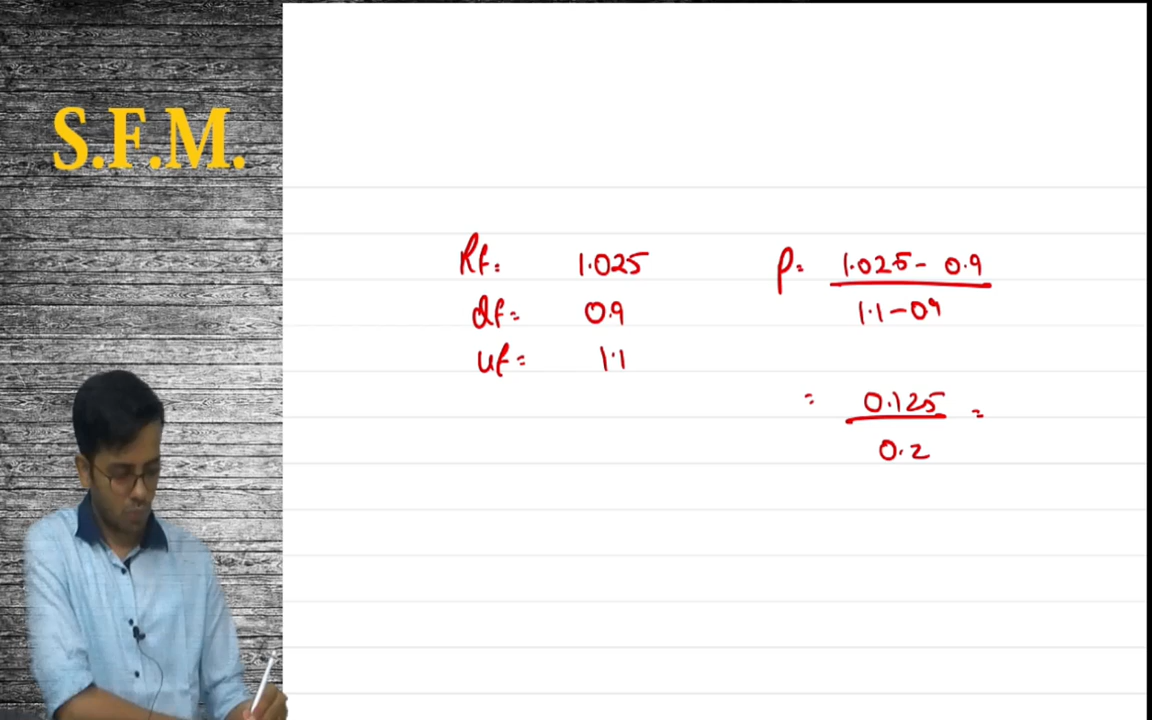 S.F.M.
Rf = 1.025
df = 0.9
uf = 1.1
P = 1.025 - 0.9
1.1 - 0.9
= 0.125 =
0.2